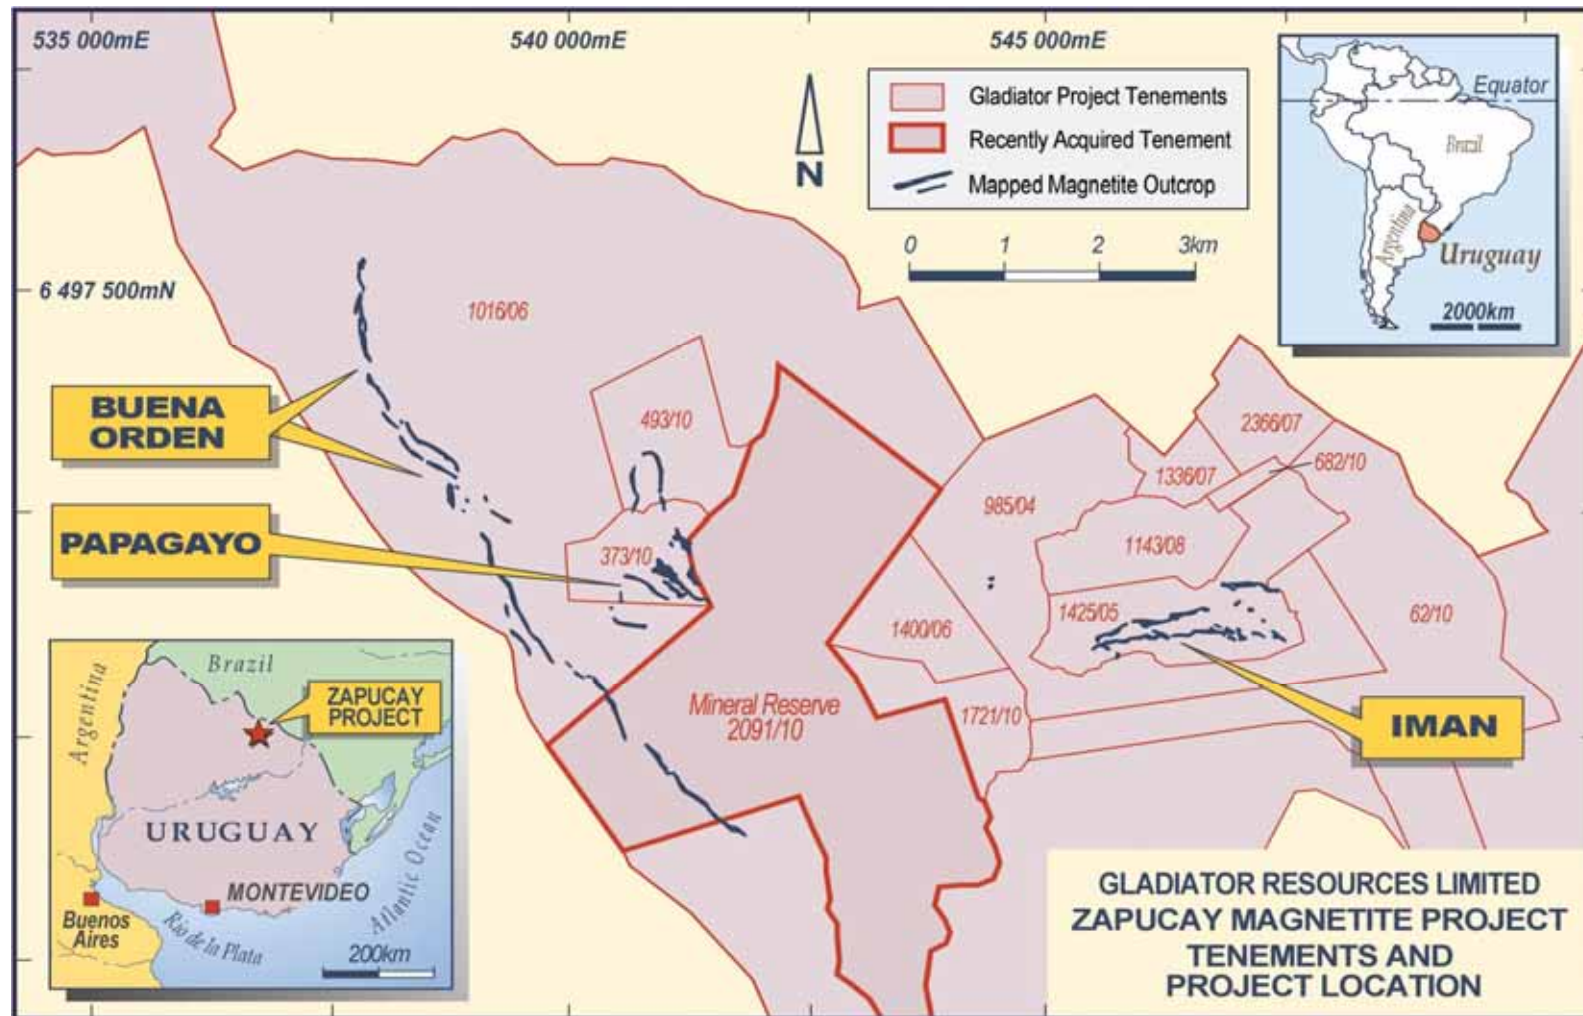 535 000mE
540 000mE
545 000mE
6 497 500mN
Gladiator Project Tenements
Recently Acquired Tenement
Mapped Magnetite Outcrop
N
0 1 2 3km
Equator
Brazil
Argentina
Uruguay
2000km
1016/06
BUENA
ORDEN
493/10
PAPAGAYO
373/10
2366/07
1336/07
682/10
985/04
1143/08
1425/05
1400/06
62/10
1721/10
Mineral Reserve
2091/10
IMAN
Brazil
Argentina
ZAPUCAY
PROJECT
URUGUAY
MONTEVIDEO
Buenos
Aires
Rio de la Plata
Atlantic Ocean
200km
GLADIATOR RESOURCES LIMITED
ZAPUCAY MAGNETITE PROJECT
TENEMENTS AND
PROJECT LOCATION